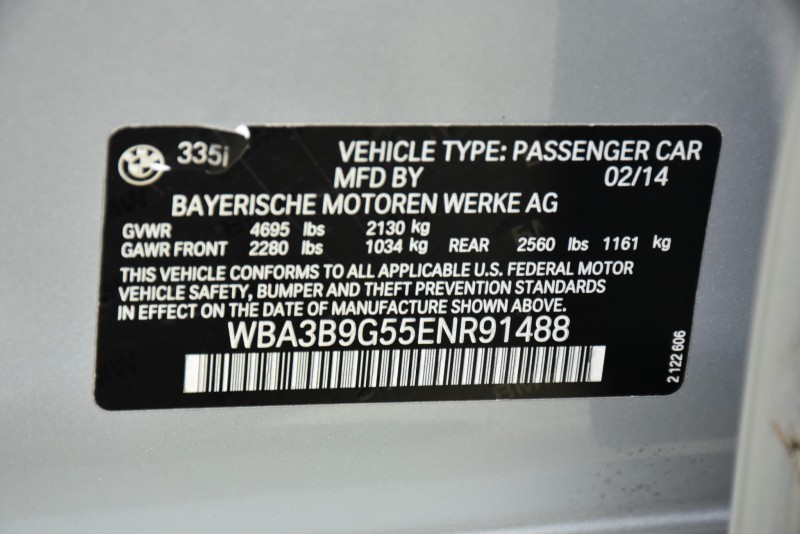 335i VEHICLE TYPE: PASSENGER CAR
MFD BY 02/14
BAYERISCHE MOTOREN WERKE AG
GVWR 4695 lbs 2130 kg
GAWR FRONT 2280 lbs 1034 kg REAR 2560 lbs 1161 kg
THIS VEHICLE CONFORMS TO ALL APPLICABLE U.S. FEDERAL MOTOR
VEHICLE SAFETY, BUMPER AND THEFT PREVENTION STANDARDS
IN EFFECT ON THE DATE OF MANUFACTURE SHOWN ABOVE.
WBA3B9G55ENR91488
2 122 606